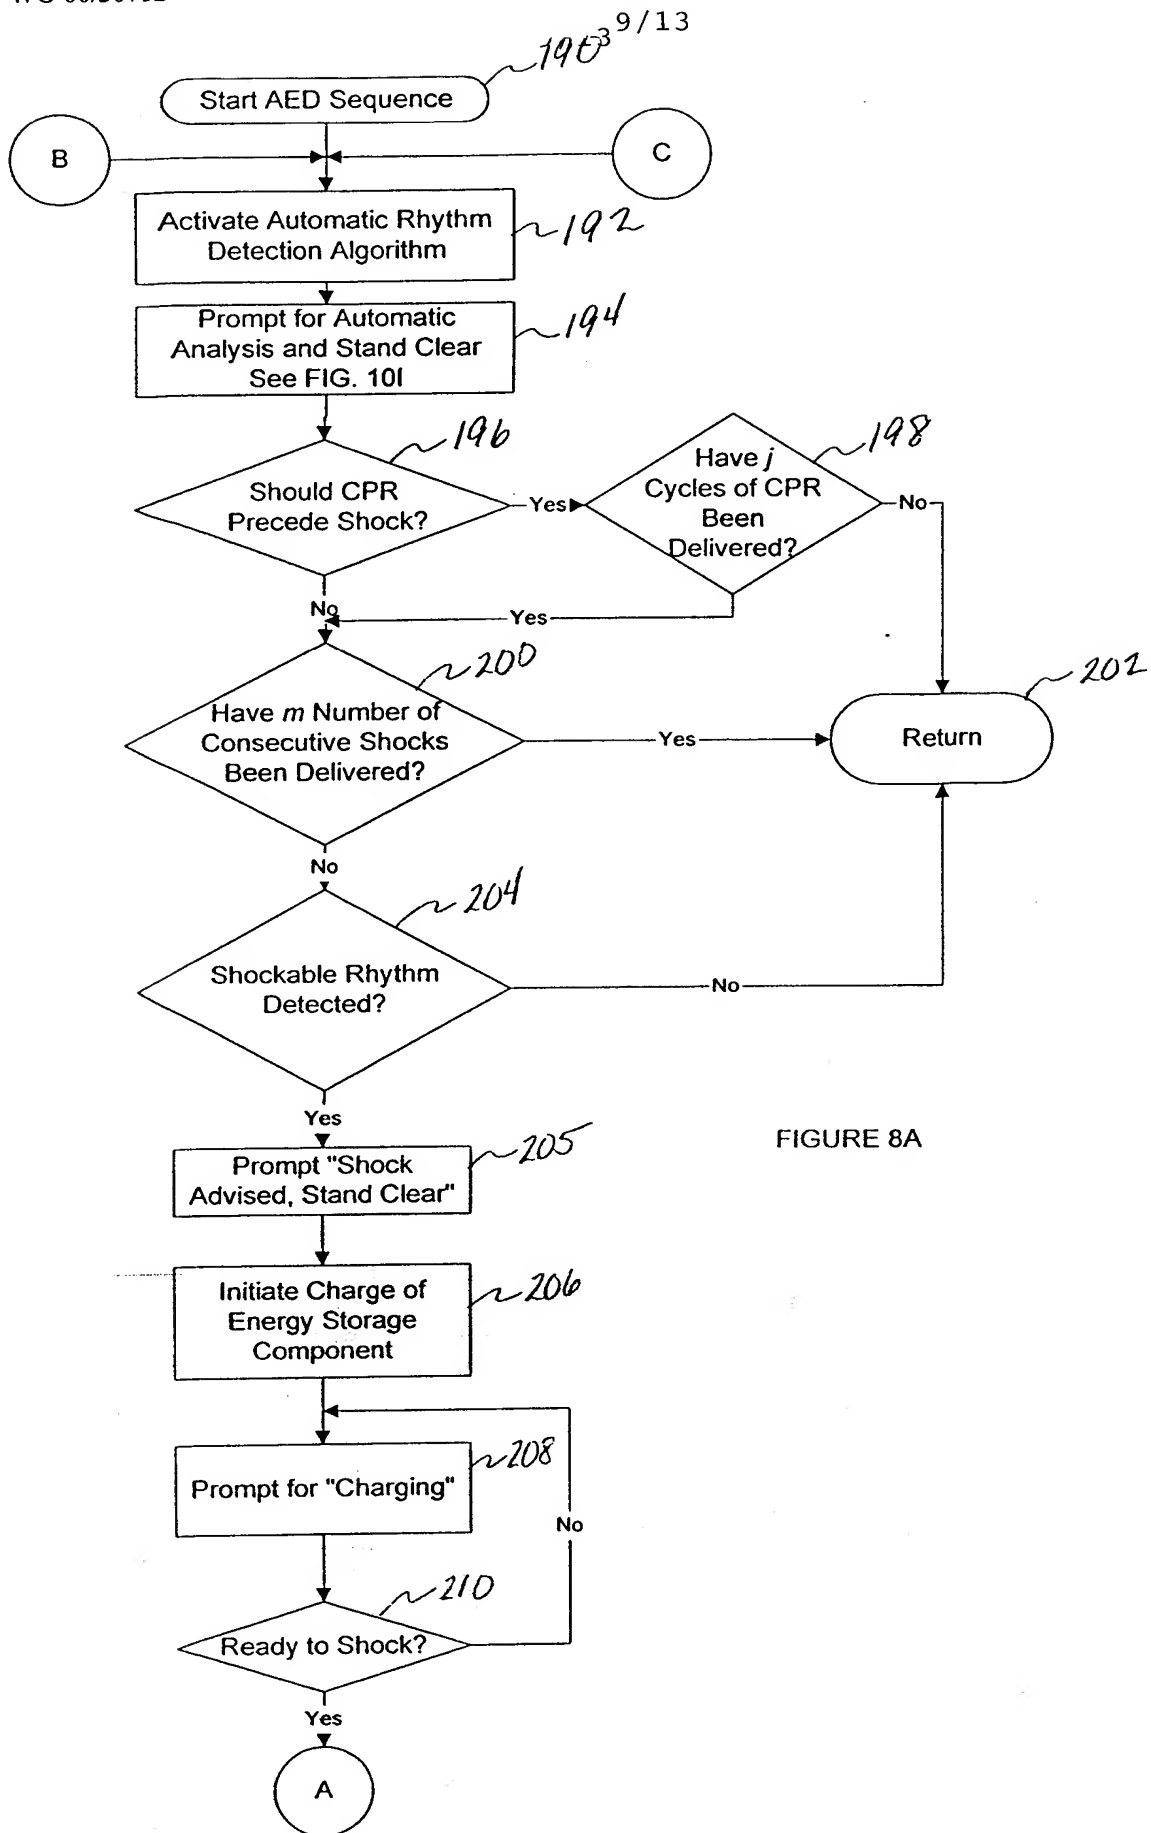 9/13
Start AED Sequence
B
C
Activate Automatic Rhythm
Detection Algorithm
192
Prompt for Automatic
Analysis and Stand Clear
See FIG. 10I
194
196
Should CPR
Precede Shock?
Yes
198
Have j
Cycles of CPR
Been
Delivered?
No
No
Yes
200
Have m Number of
Consecutive Shocks
Been Delivered?
Yes
202
Return
No
204
Shockable Rhythm
Detected?
No
Yes
205
Prompt "Shock
Advised, Stand Clear"
FIGURE 8A
206
Initiate Charge of
Energy Storage
Component
208
Prompt for "Charging"
No
210
Ready to Shock?
Yes
A